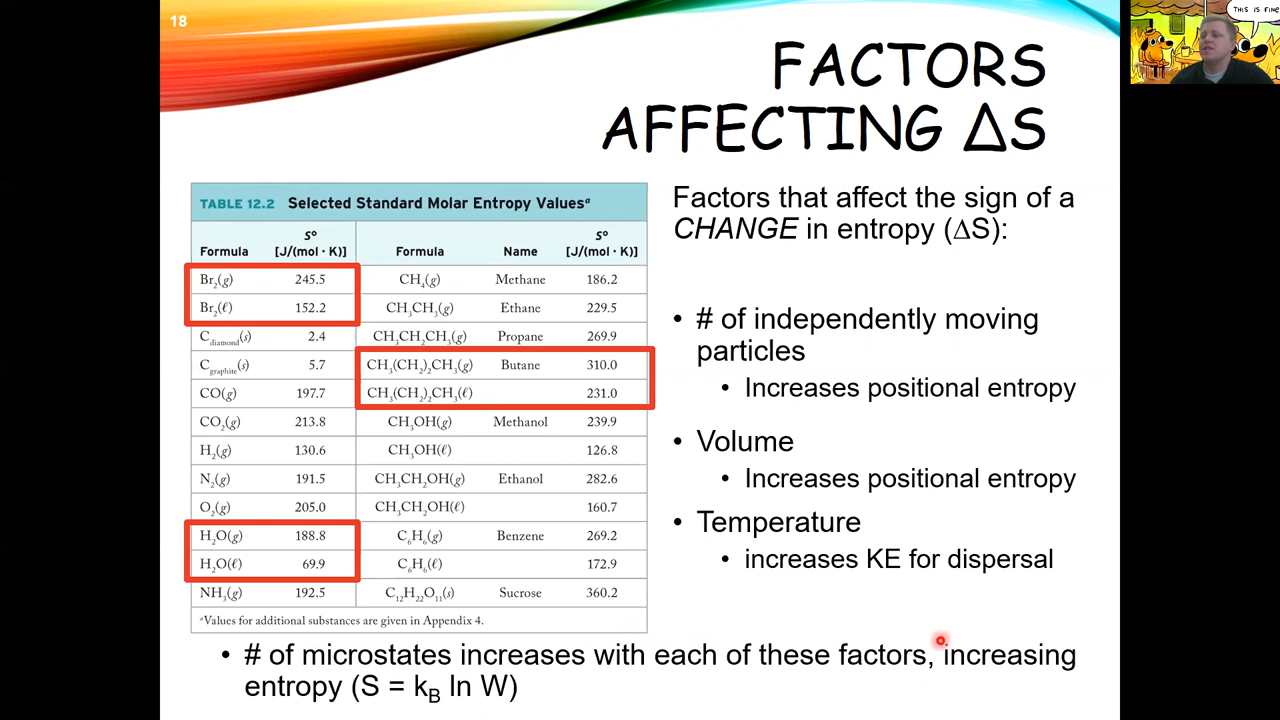 18
THIS IS FINE
FACTORS
AFFECTING ΔS
TABLE 12.2 Selected Standard Molar Entropy Valuesᵃ
Formula S° [J/(mol · K)] Formula Name S° [J/(mol · K)]
Br₂(g) 245.5 CH₄(g) Methane 186.2
Br₂(ℓ) 152.2 CH₃CH₃(g) Ethane 229.5
C_diamond(s) 2.4 CH₃CH₂CH₃(g) Propane 269.9
C_graphite(s) 5.7 CH₃(CH₂)₂CH₃(g) Butane 310.0
CO(g) 197.7 CH₃(CH₂)₂CH₃(ℓ) 231.0
CO₂(g) 213.8 CH₃OH(g) Methanol 239.9
H₂(g) 130.6 CH₃OH(ℓ) 126.8
N₂(g) 191.5 CH₃CH₂OH(g) Ethanol 282.6
O₂(g) 205.0 CH₃CH₂OH(ℓ) 160.7
H₂O(g) 188.8 C₆H₆(g) Benzene 269.2
H₂O(ℓ) 69.9 C₆H₆(ℓ) 172.9
NH₃(g) 192.5 C₁₂H₂₂O₁₁(s) Sucrose 360.2
ᵃValues for additional substances are given in Appendix 4.
Factors that affect the sign of a
CHANGE in entropy (ΔS):
• # of independently moving
particles
• Increases positional entropy
• Volume
• Increases positional entropy
• Temperature
• increases KE for dispersal
• # of microstates increases with each of these factors, increasing
entropy (S = k_B ln W)